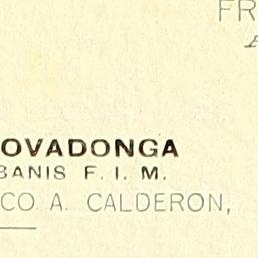 FR
OVADONGA
BANIS F. I. M.
CO A. CALDERON,